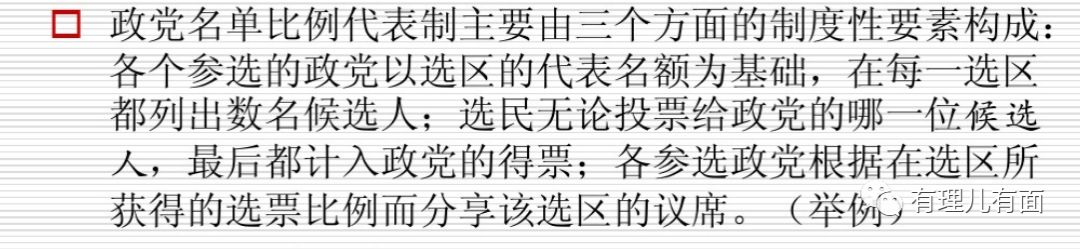 政党名单比例代表制主要由三个方面的制度性要素构成：
各个参选的政党以选区的代表名额为基础，在每一选区
都列出数名候选人；选民无论投票给政党的哪一位候选
人，最后都计入政党的得票；各参选政党根据在选区所
获得的选票比例而分享该选区的议席。（举例）
有理儿有面